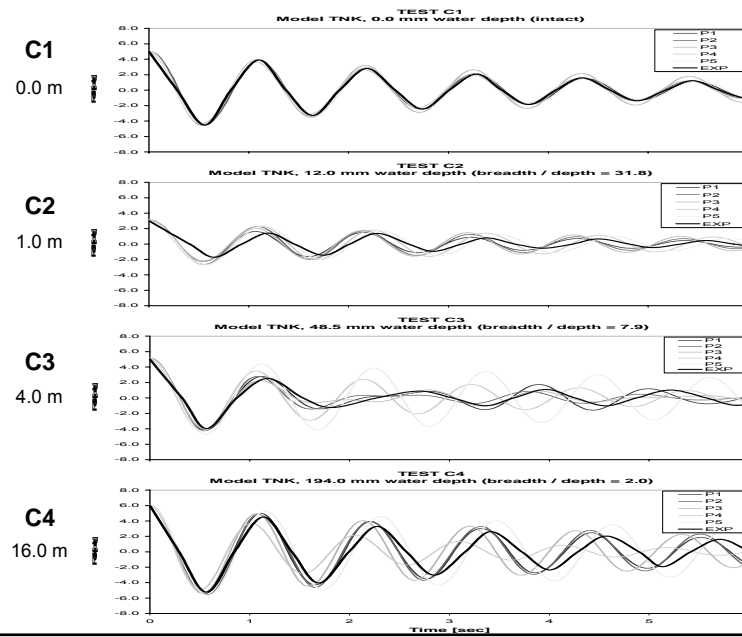 TEST C1
Model TNK, 0.0 mm water depth (intact)
C1
0.0 m
8.0
6.0
4.0
2.0
0.0
-2.0
-4.0
-6.0
-8.0
P1
P2
P3
P4
P5
EXP
TEST C2
Model TNK, 12.0 mm water depth (breadth / depth = 31.8)
C2
1.0 m
8.0
6.0
4.0
2.0
0.0
-2.0
-4.0
-6.0
-8.0
P1
P2
P3
P4
P5
EXP
TEST C3
Model TNK, 48.5 mm water depth (breadth / depth = 7.9)
C3
4.0 m
8.0
6.0
4.0
2.0
0.0
-2.0
-4.0
-6.0
-8.0
P1
P2
P3
P4
P5
EXP
TEST C4
Model TNK, 194.0 mm water depth (breadth / depth = 2.0)
C4
16.0 m
8.0
6.0
4.0
2.0
0.0
-2.0
-4.0
-6.0
-8.0
P1
P2
P3
P4
P5
EXP
0 1 2 3 4 5
Time [sec]